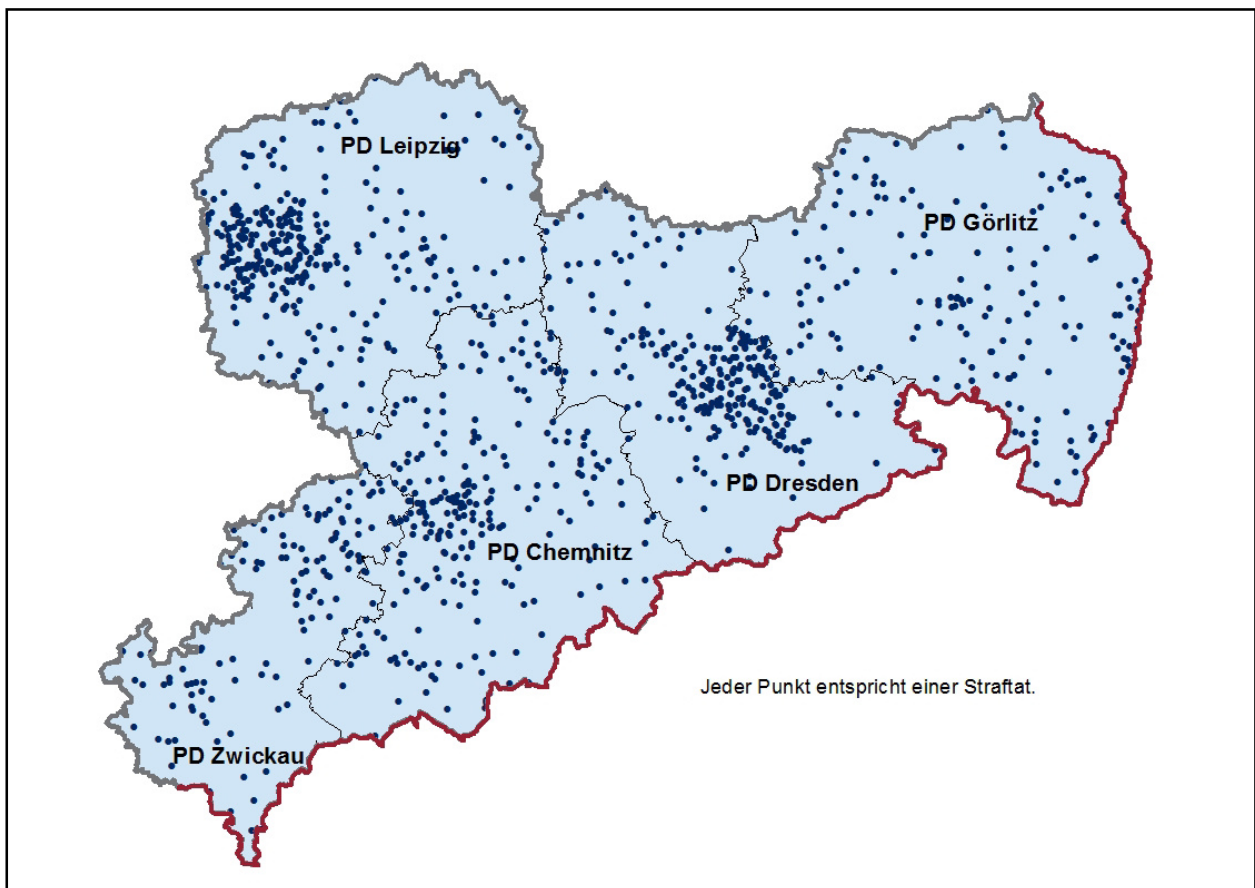 PD Leipzig
PD Görlitz
PD Dresden
PD Chemnitz
Jeder Punkt entspricht einer Straftat.
PD Zwickau